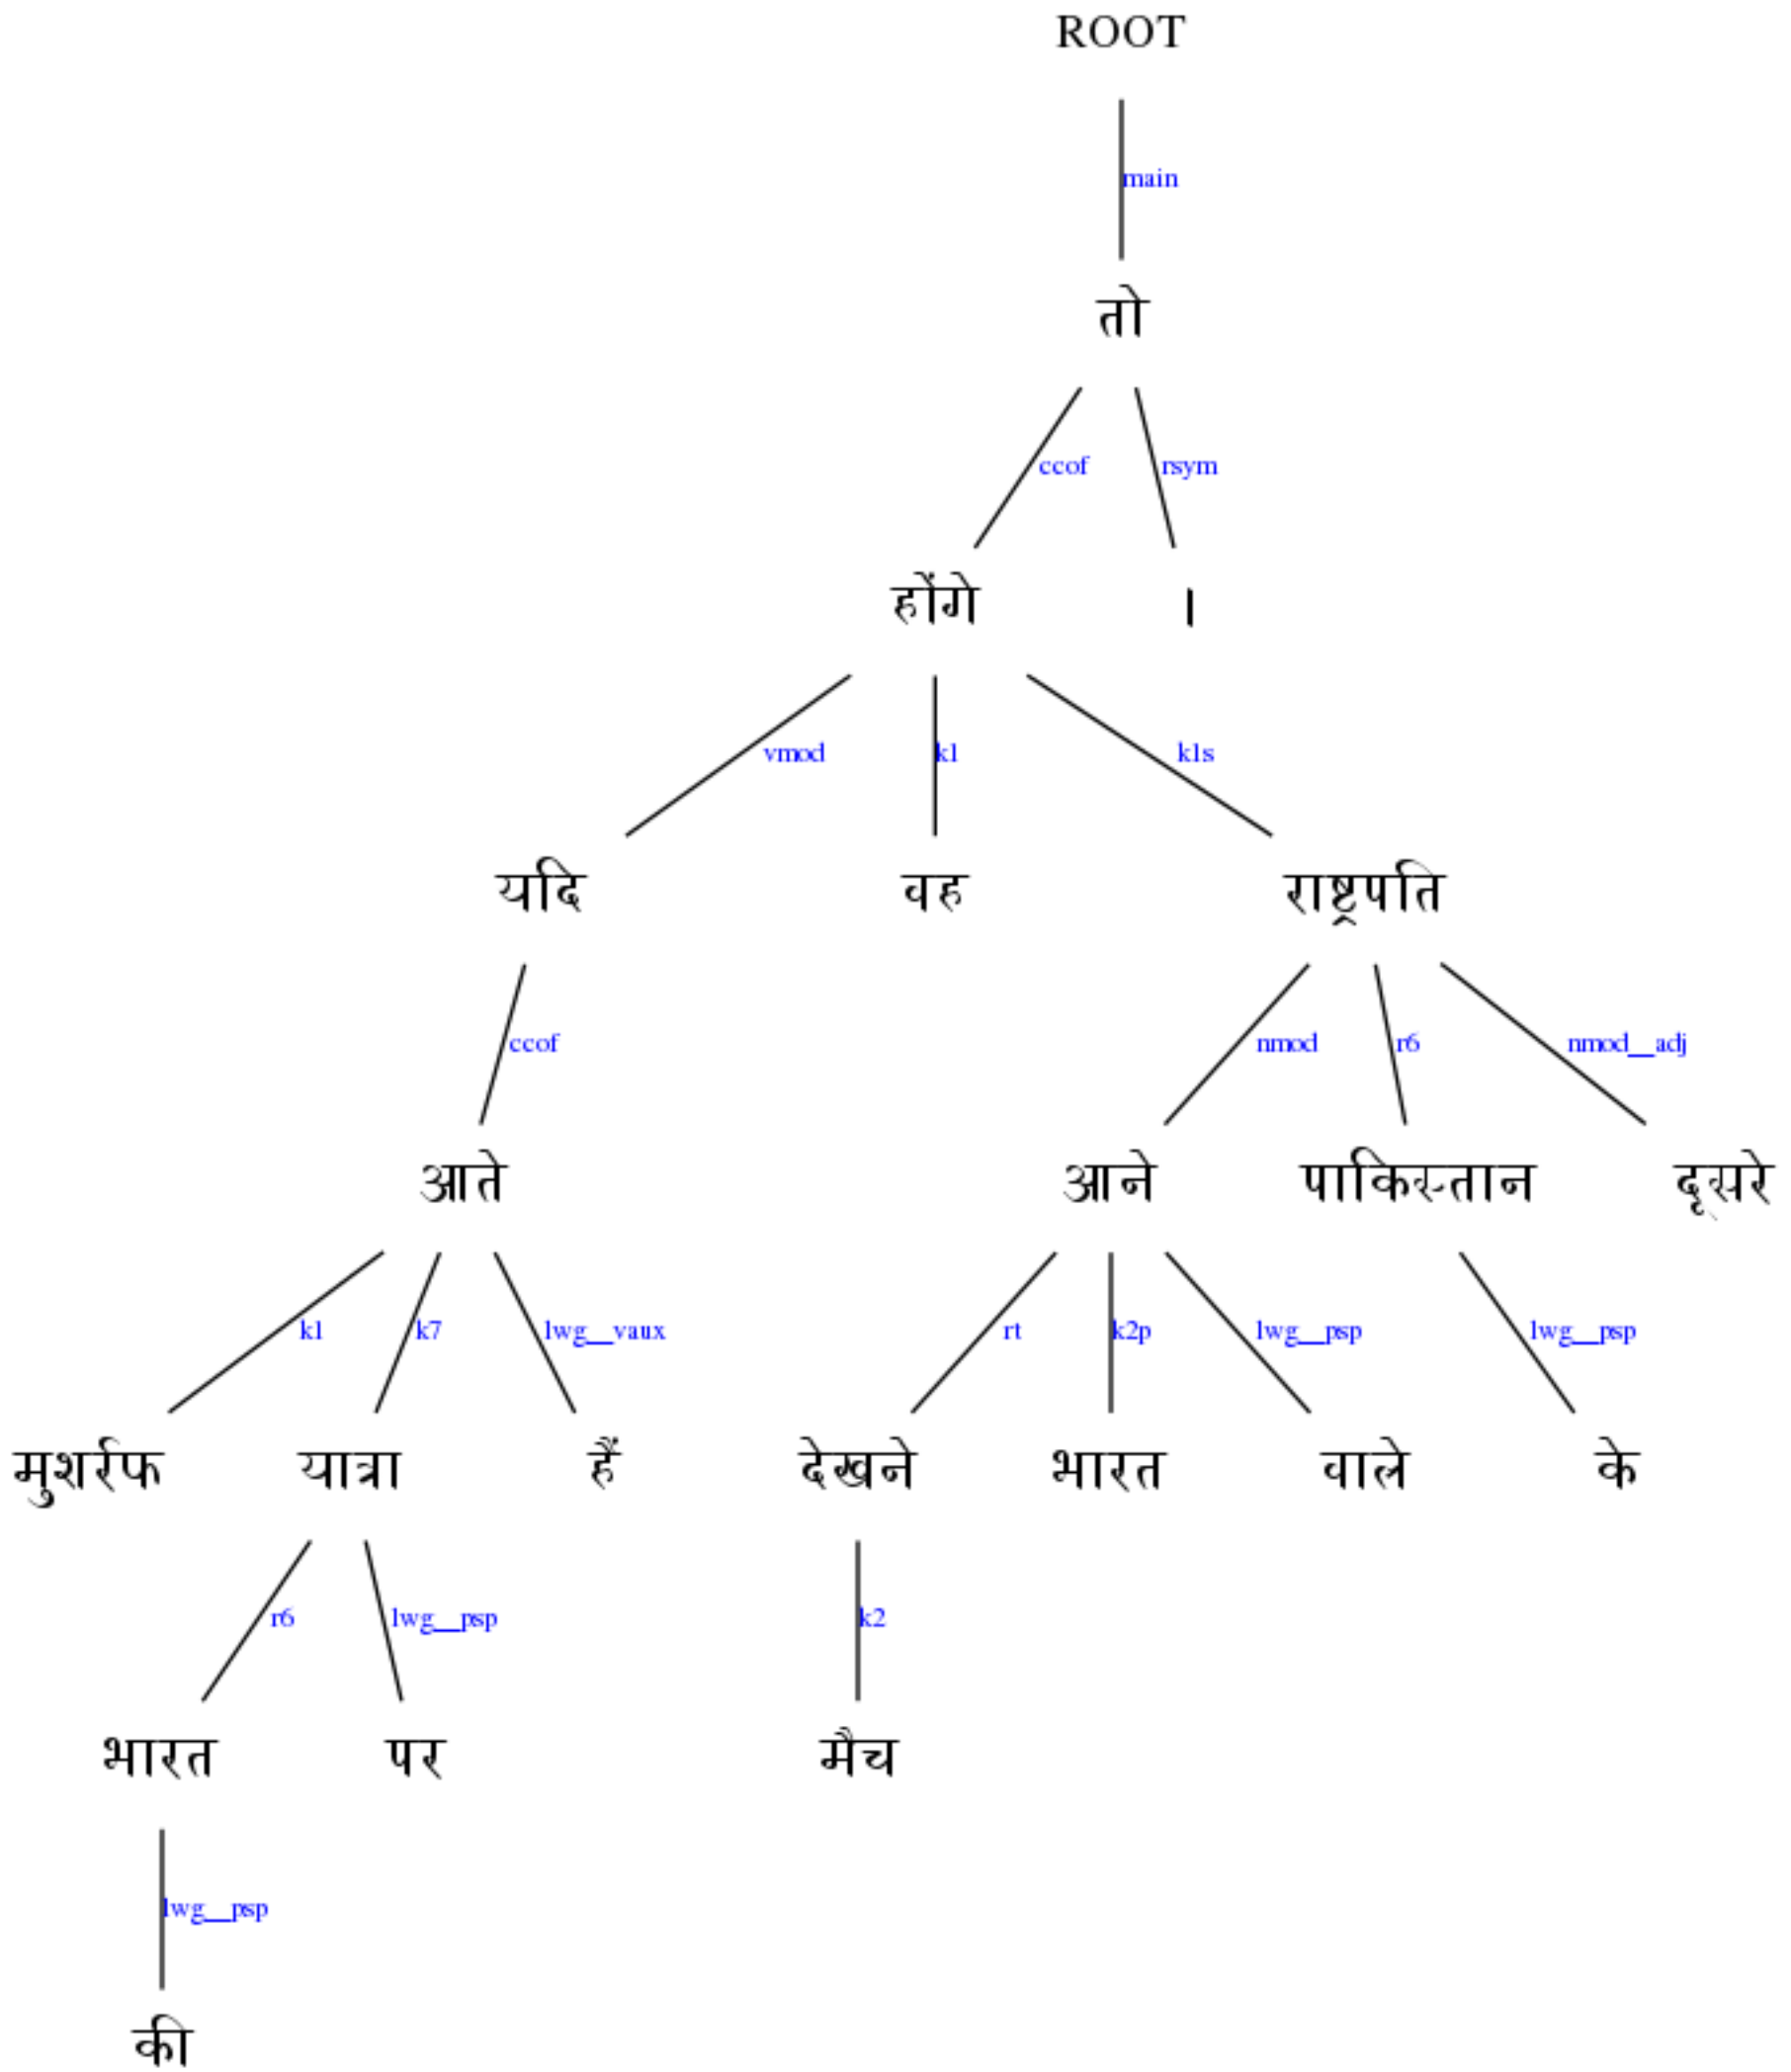 ROOT
main
तो
ccof rsym
होंगे ।
vmod k1 k1s
यदि वह राष्ट्रपति
ccof nmod r6 nmod__adj
आते आने पाकिस्तान दूसरे
k1 k7 lwg__vaux rt k2p lwg__psp lwg__psp
मुशर्रफ यात्रा हैं देखने भारत वाले के
r6 lwg__psp k2
भारत पर मैच
lwg__psp
की